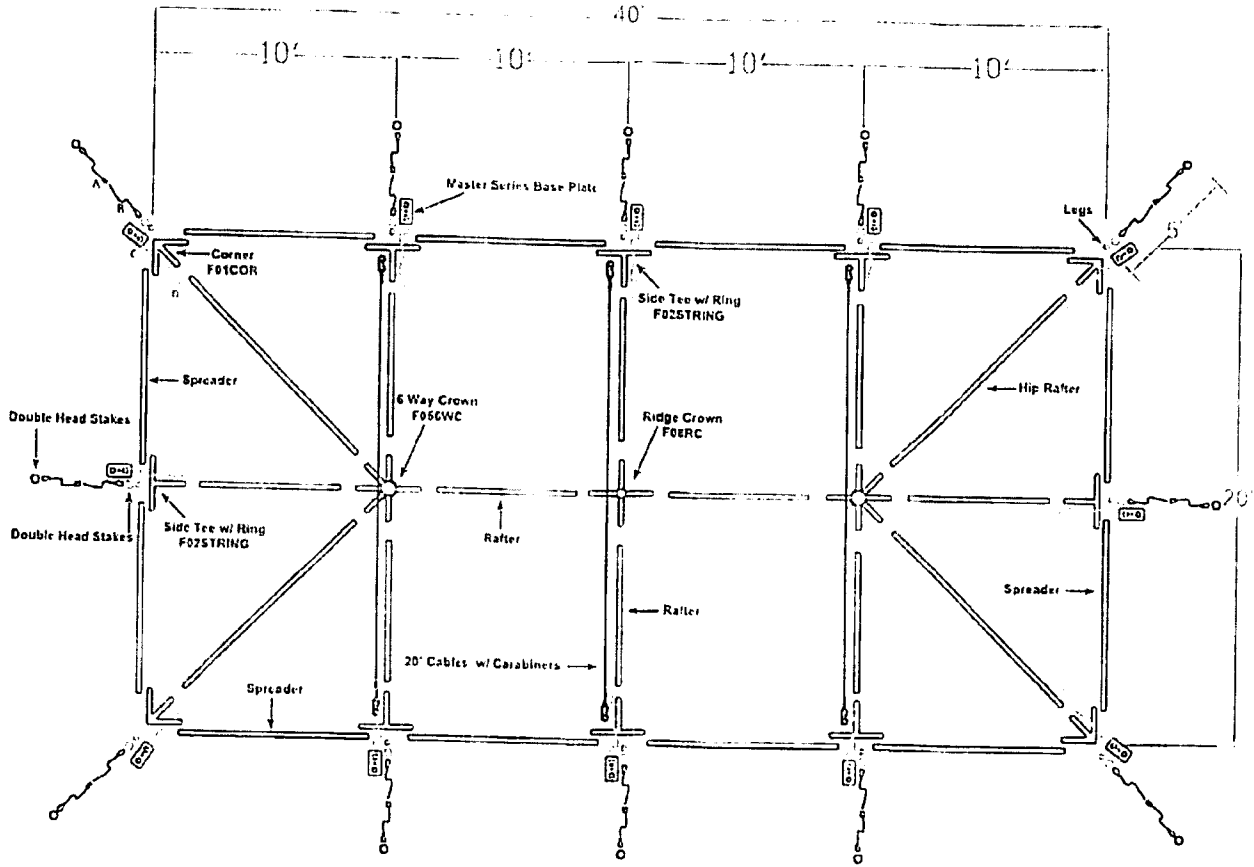 40'
10'
10'
10'
10'
Master Series Base Plate
Legs
5'
A
B
C
D
Corner
F01COR
Side Tee w/ Ring
F02STRING
Spreader
Hip Rafter
6 Way Crown
F056WC
Ridge Crown
F08RC
Double Head Stakes
20'
Side Tee w/ Ring
F02STRING
Double Head Stakes
Rafter
Spreader
Rafter
20' Cables w/ Carabiners
Spreader